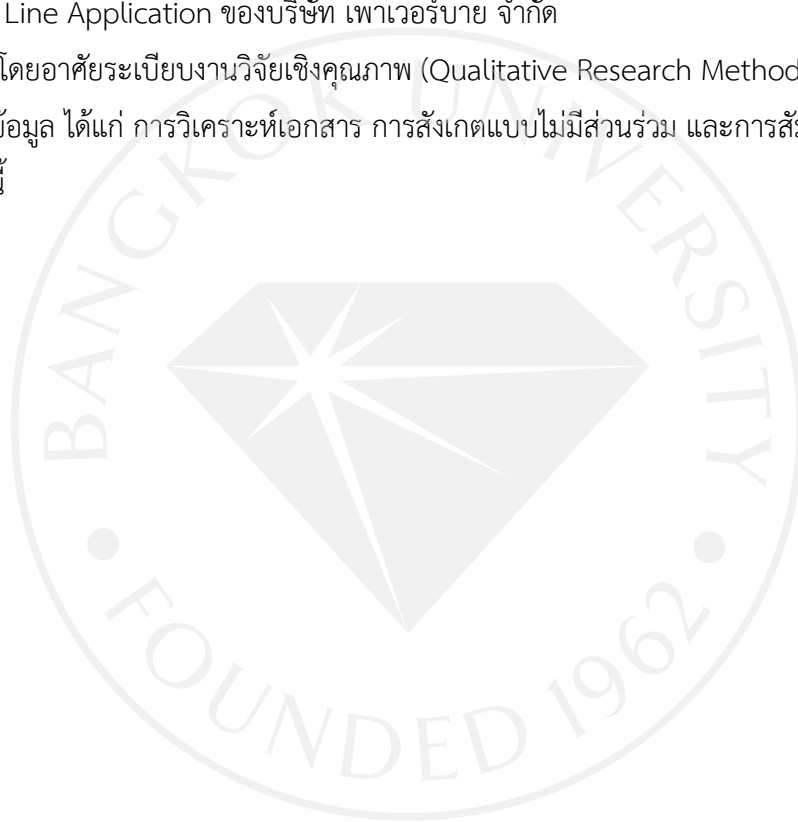 Line Application ของบริษัท เพาเวอร์บาย จำกัด
โดยอาศัยระเบียบงานวิจัยเชิงคุณภาพ (Qualitative Research Method
ข้อมูล ได้แก่ การวิเคราะห์เอกสาร การสังเกตแบบไม่มีส่วนร่วม และการสัม
นี้
BANGKOK UNIVERSITY
FOUNDED 1962